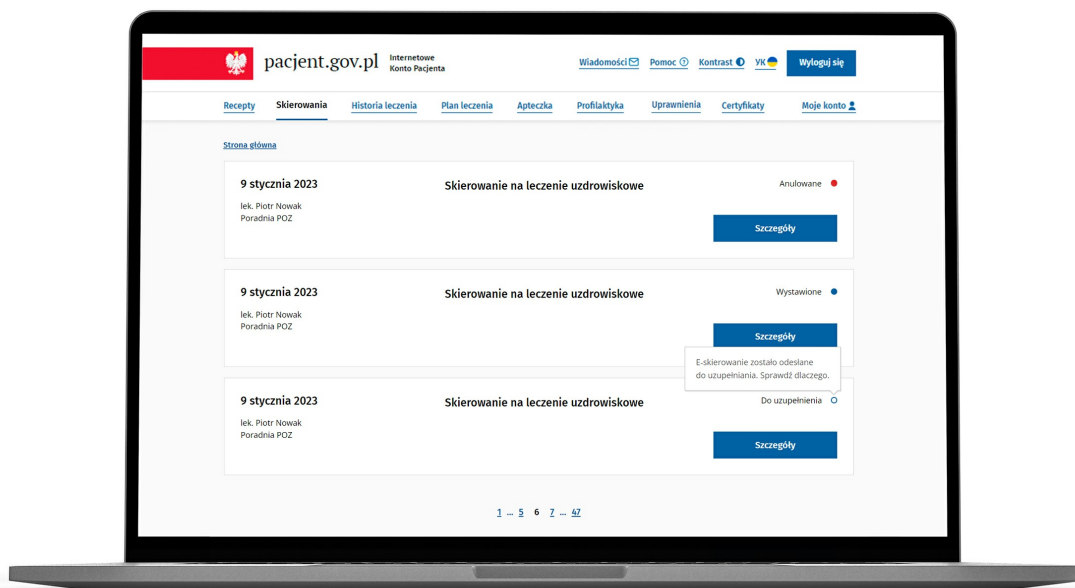 pacjent.gov.pl Internetowe Konto Pacjenta Wiadomości Pomoc Kontrast УК Wyloguj się
Recepty Skierowania Historia leczenia Plan leczenia Apteczka Profilaktyka Uprawnienia Certyfikaty Moje konto
Strona główna
9 stycznia 2023 Skierowanie na leczenie uzdrowiskowe Anulowane
lek. Piotr Nowak
Poradnia POZ
Szczegóły
9 stycznia 2023 Skierowanie na leczenie uzdrowiskowe Wystawione
lek. Piotr Nowak
Poradnia POZ
Szczegóły
E-skierowanie zostało odesłane
do uzupełniania. Sprawdź dlaczego.
9 stycznia 2023 Skierowanie na leczenie uzdrowiskowe Do uzupełnienia
lek. Piotr Nowak
Poradnia POZ
Szczegóły
1 ... 5 6 7 ... 47